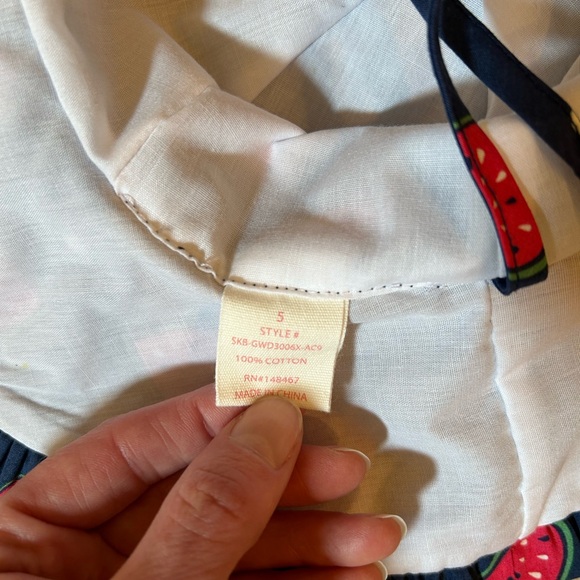 5
STYLE #
SKB-GWD3006X-AC9
100% COTTON
RN#148467
MADE IN CHINA